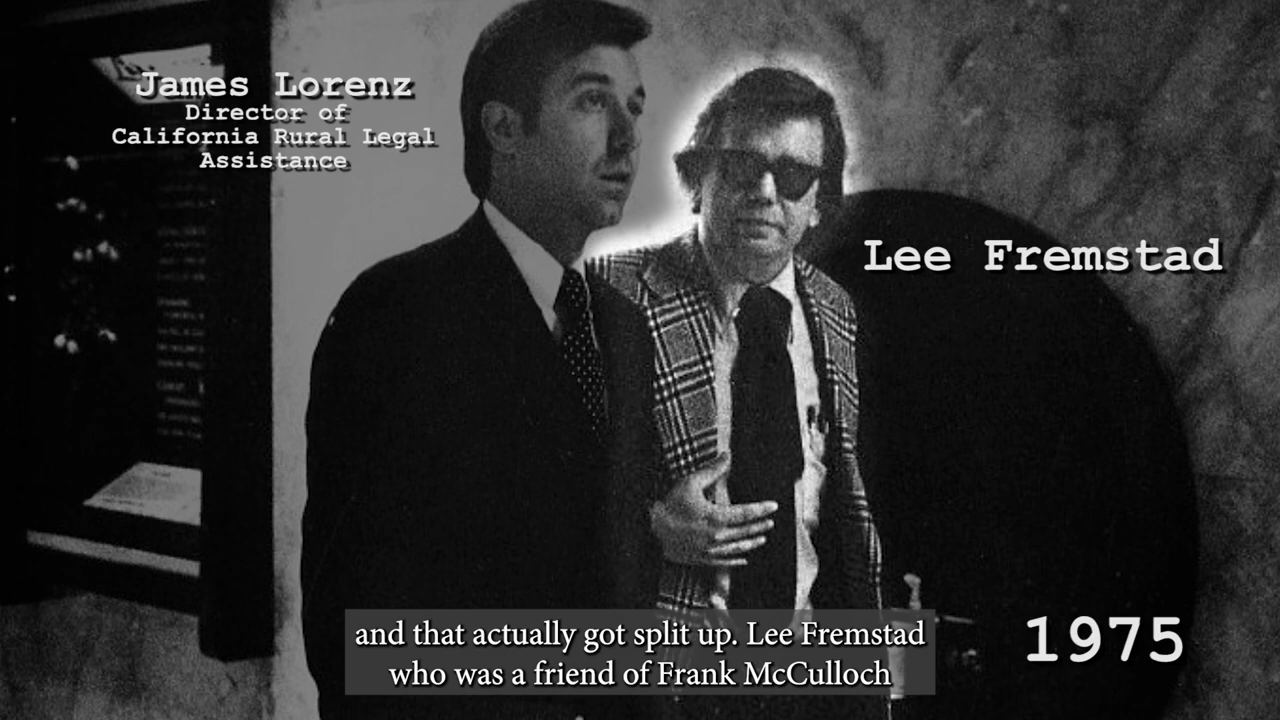 James Lorenz
Director of
California Rural Legal
Assistance
Lee Fremstad
1975
and that actually got split up. Lee Fremstad
who was a friend of Frank McCulloch